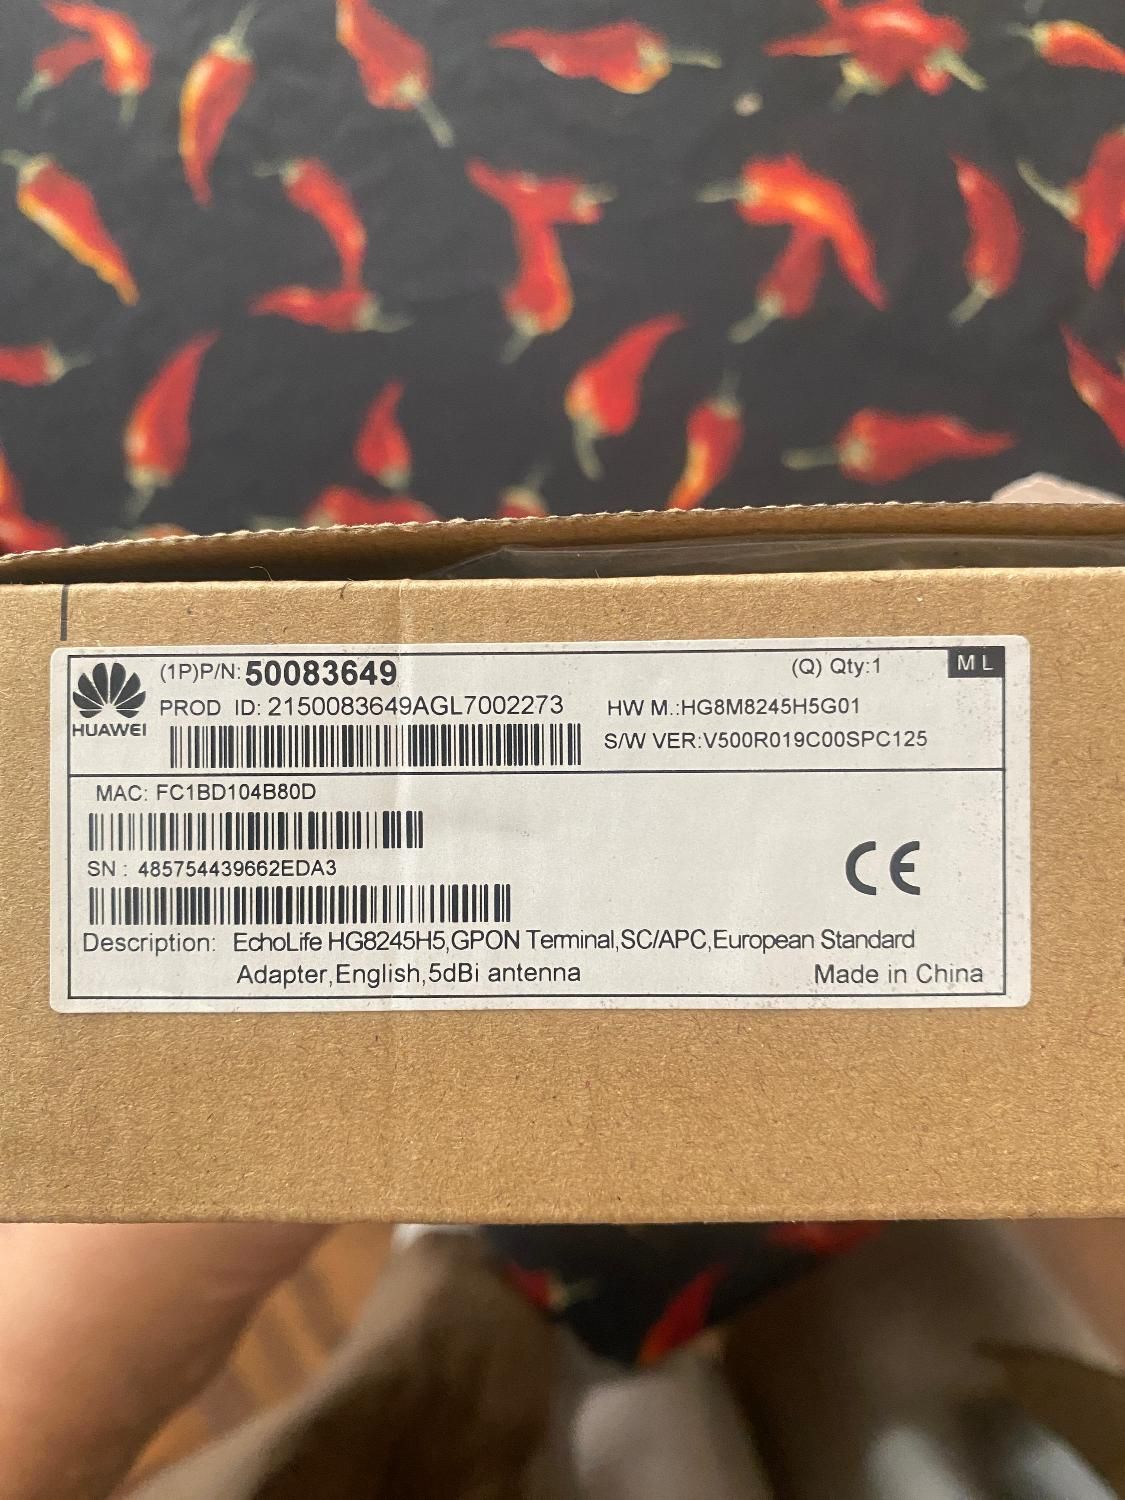 (1P)P/N: 50083649
(Q) Qty:1
ML
PROD ID: 2150083649AGL7002273
HW M.:HG8M8245H5G01
HUAWEI
S/W VER:V500R019C00SPC125
MAC: FC1BD104B80D
SN : 485754439662EDA3
CE
Description: EchoLife HG8245H5,GPON Terminal,SC/APC,European Standard
Adapter,English,5dBi antenna
Made in China